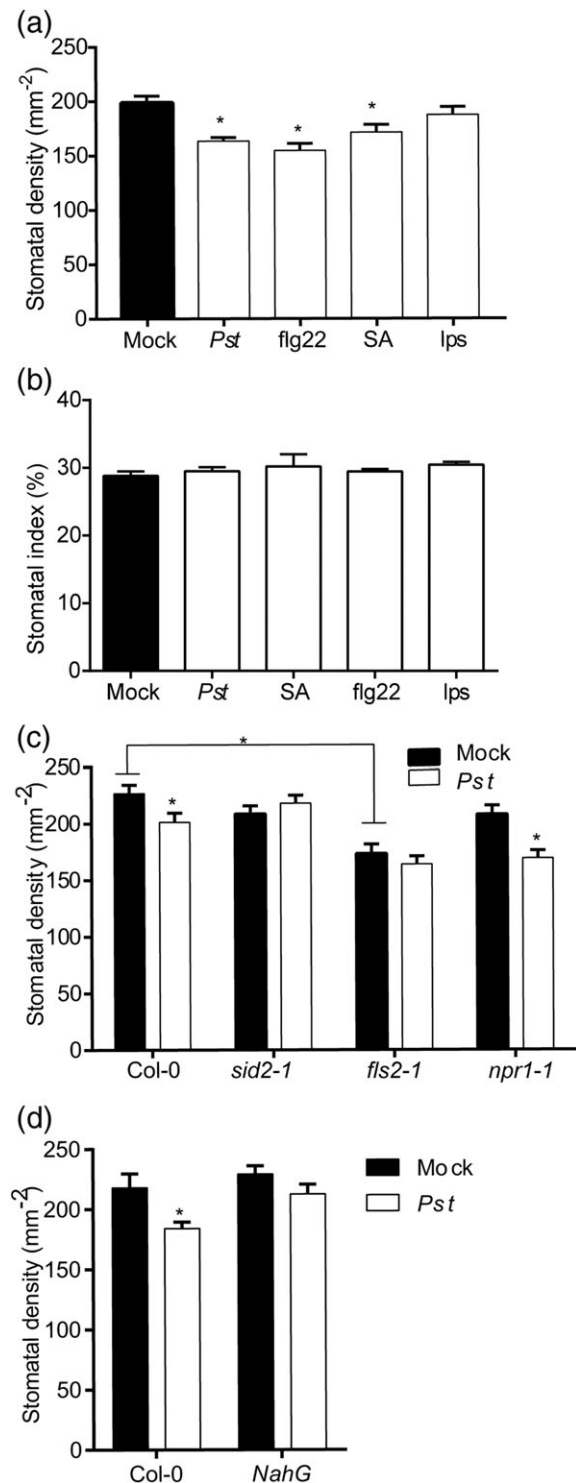 (a)
Stomatal density (mm-2)
250
200
150
100
50
0
*
*
*
Mock
Pst
flg22
SA
lps
(b)
Stomatal index (%)
40
30
20
10
0
Mock
Pst
SA
flg22
lps
(c)
Stomatal density (mm-2)
250
200
150
100
50
0
*
Mock
Pst
*
*
Col-0
sid2-1
fls2-1
npr1-1
(d)
Stomatal density (mm-2)
250
200
150
100
50
0
Mock
Pst
*
Col-0
NahG